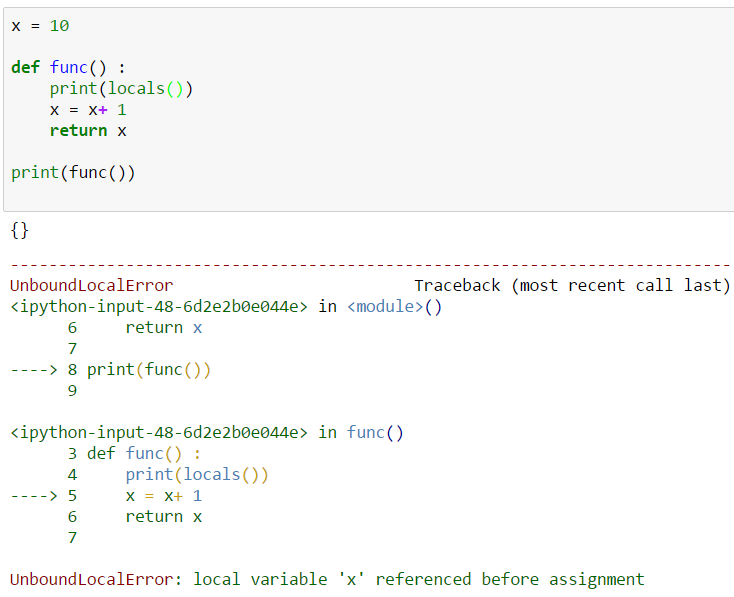 x = 10
def func() :
    print(locals())
    x = x+ 1
    return x
print(func())
{}
---------------------------------------------------------------------------
UnboundLocalError                         Traceback (most recent call last)
<ipython-input-48-6d2e2b0e044e> in <module>()
      6     return x
      7
----> 8 print(func())
      9
<ipython-input-48-6d2e2b0e044e> in func()
      3 def func() :
      4     print(locals())
----> 5     x = x+ 1
      6     return x
      7
UnboundLocalError: local variable 'x' referenced before assignment